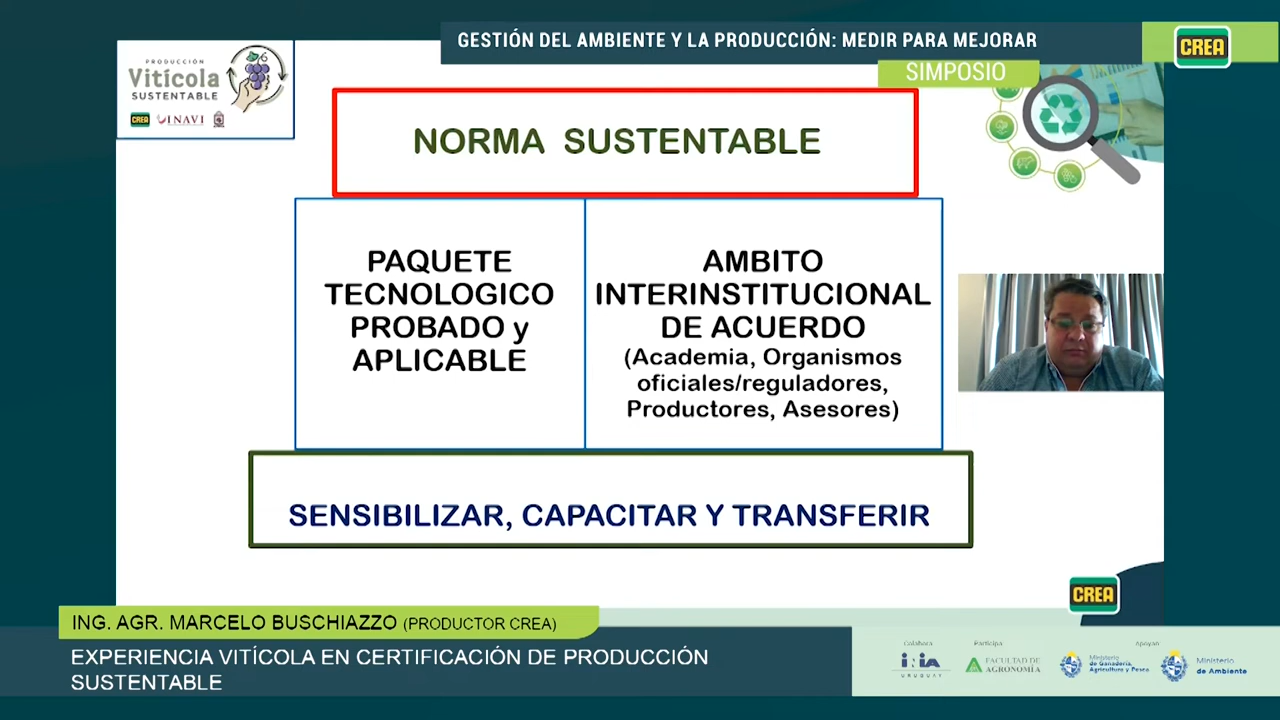 GESTIÓN DEL AMBIENTE Y LA PRODUCCIÓN: MEDIR PARA MEJORAR
CREA
SIMPOSIO
PRODUCCIÓN
Vitícola
SUSTENTABLE
CREA
INAVI
NORMA SUSTENTABLE
PAQUETE
TECNOLOGICO
PROBADO y
APLICABLE
AMBITO
INTERINSTITUCIONAL
DE ACUERDO
(Academia, Organismos
oficiales/reguladores,
Productores, Asesores)
SENSIBILIZAR, CAPACITAR Y TRANSFERIR
CREA
ING. AGR. MARCELO BUSCHIAZZO (PRODUCTOR CREA)
EXPERIENCIA VITÍCOLA EN CERTIFICACIÓN DE PRODUCCIÓN
SUSTENTABLE
Colabora
inia
URUGUAY
Participa
FACULTAD DE
AGRONOMÍA
Apoyan
Ministerio
de Ganadería,
Agricultura y Pesca
Ministerio
de Ambiente